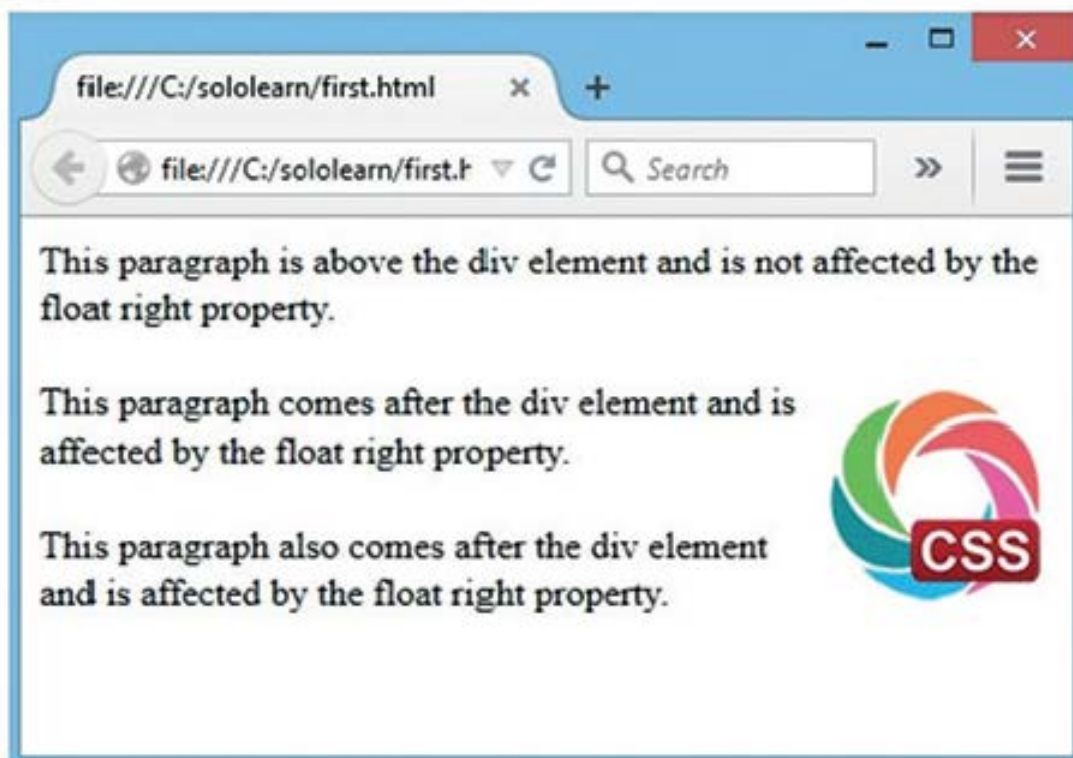 file:///C:/sololearn/first.html
file:///C:/sololearn/first.h
Search
This paragraph is above the div element and is not affected by the
float right property.
This paragraph comes after the div element and is
affected by the float right property.
This paragraph also comes after the div element
and is affected by the float right property.
CSS